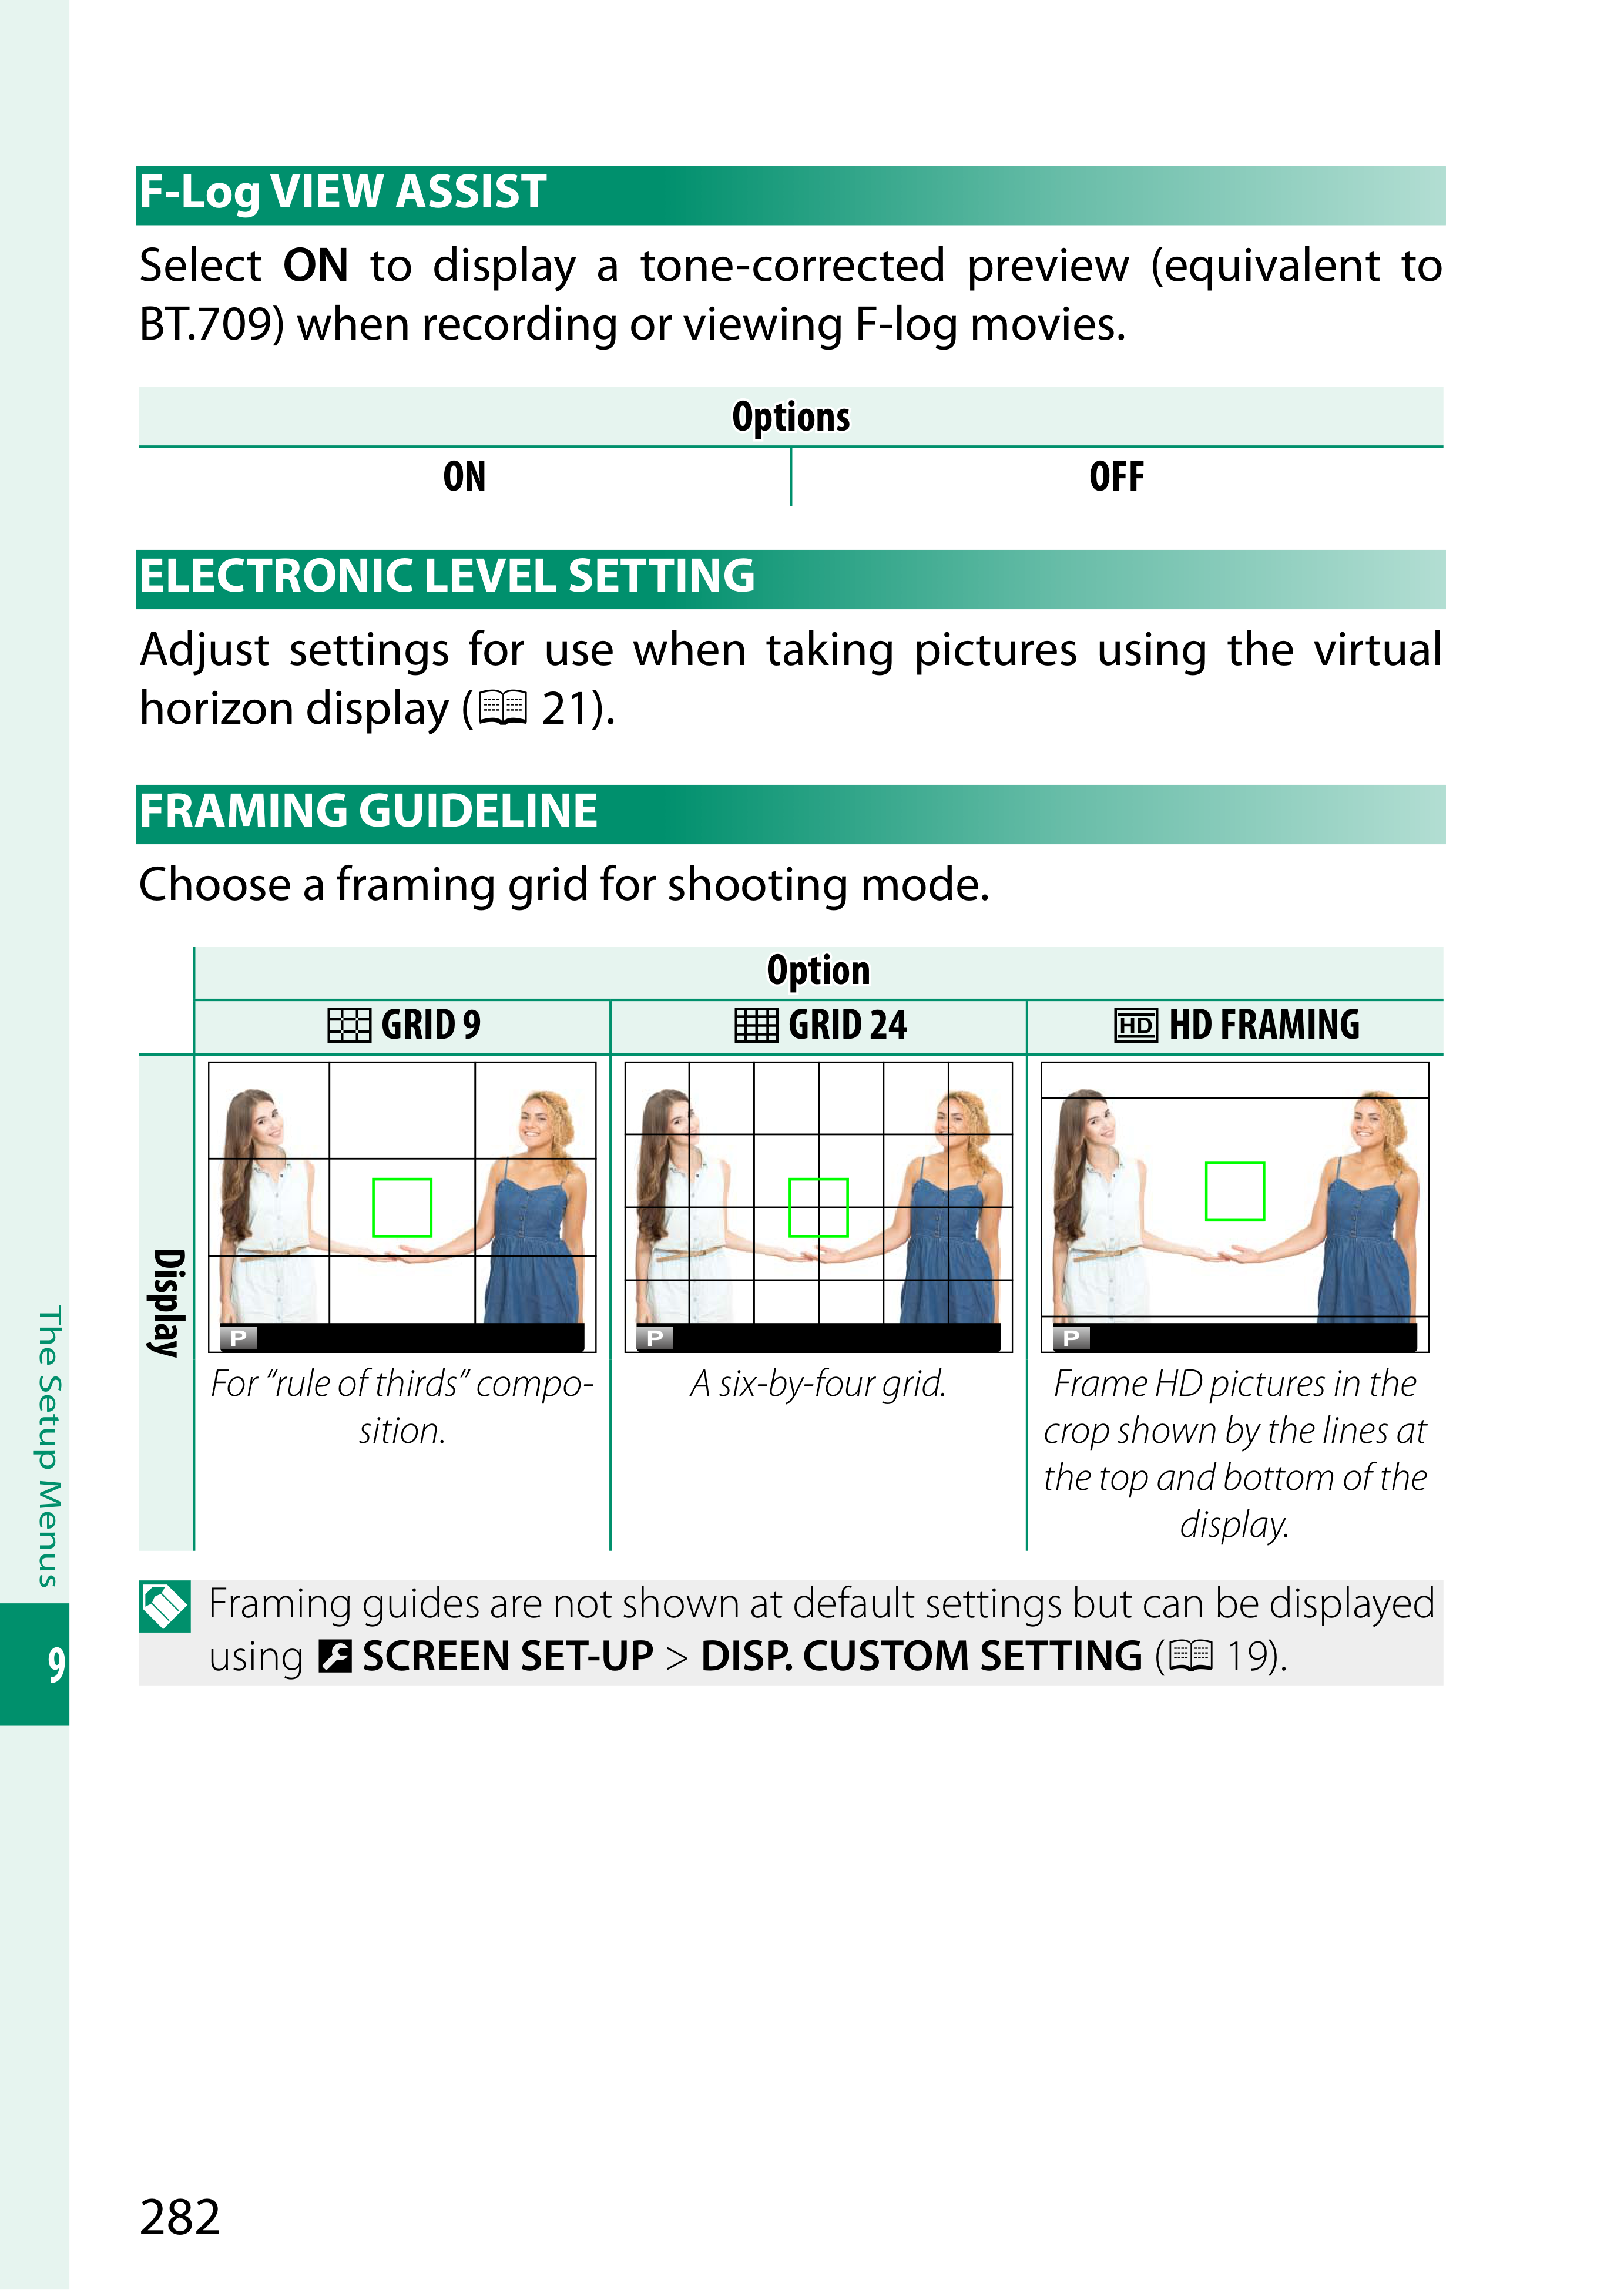 F-Log VIEW ASSIST
Select ON to display a tone-corrected preview (equivalent to
BT.709) when recording or viewing F-log movies.
Options
ON OFF
ELECTRONIC LEVEL SETTING
Adjust settings for use when taking pictures using the virtual
horizon display ( 21).
FRAMING GUIDELINE
Choose a framing grid for shooting mode.
Option
GRID 9 GRID 24 HD HD FRAMING
Display
P P P
For “rule of thirds” compo-
sition.
A six-by-four grid.
Frame HD pictures in the
crop shown by the lines at
the top and bottom of the
display.
Framing guides are not shown at default settings but can be displayed
using SCREEN SET-UP > DISP. CUSTOM SETTING ( 19).
The Setup Menus
9
282